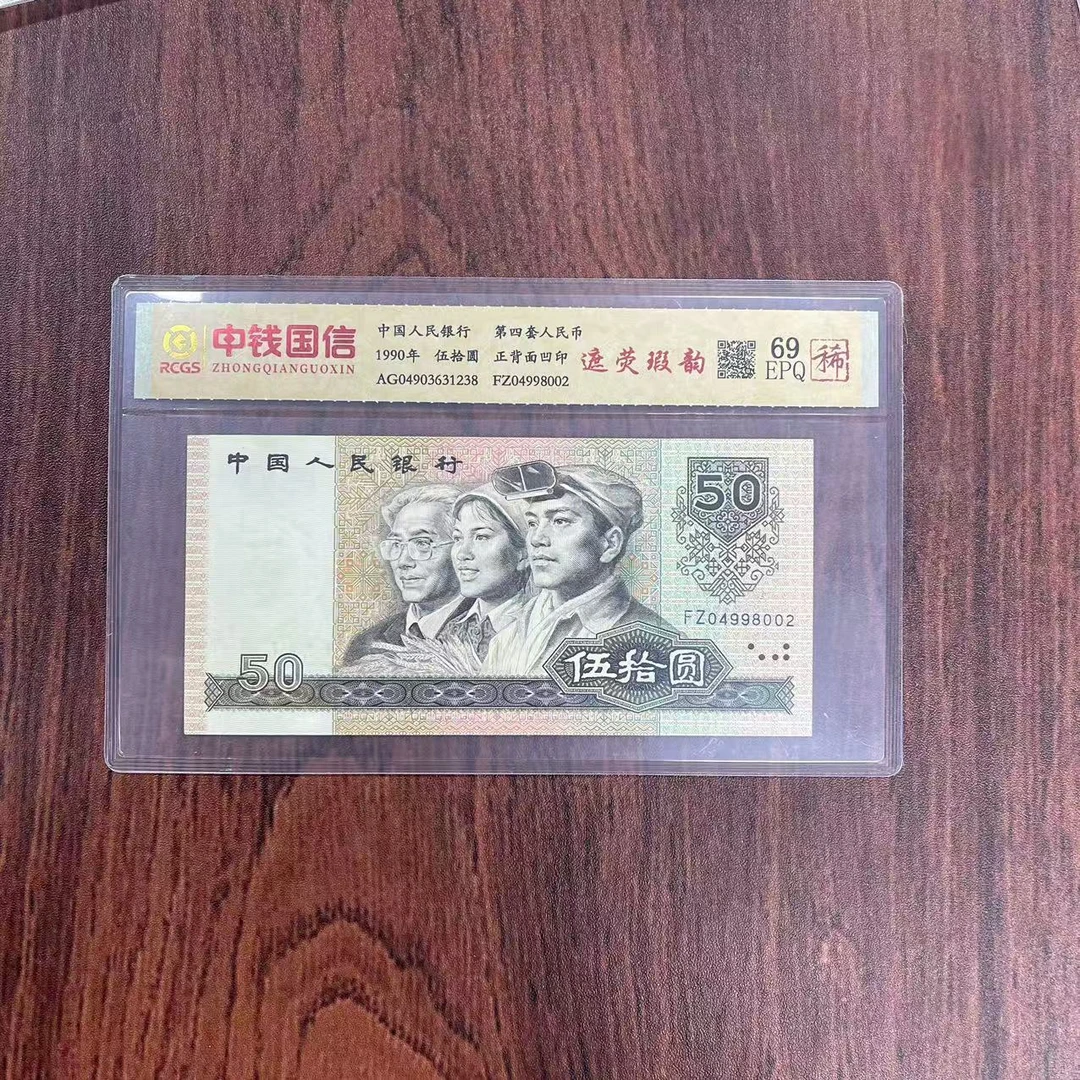 RCGS
中钱国信
ZHONGQIANGUOXIN
中国人民银行 第四套人民币
1990年 伍拾圆 正背面凹印
AG04903631238 FZ04998002
遮荧瑕韵
69
EPQ
稀
中国人民银行
50
FZ04998002
50
伍拾圆